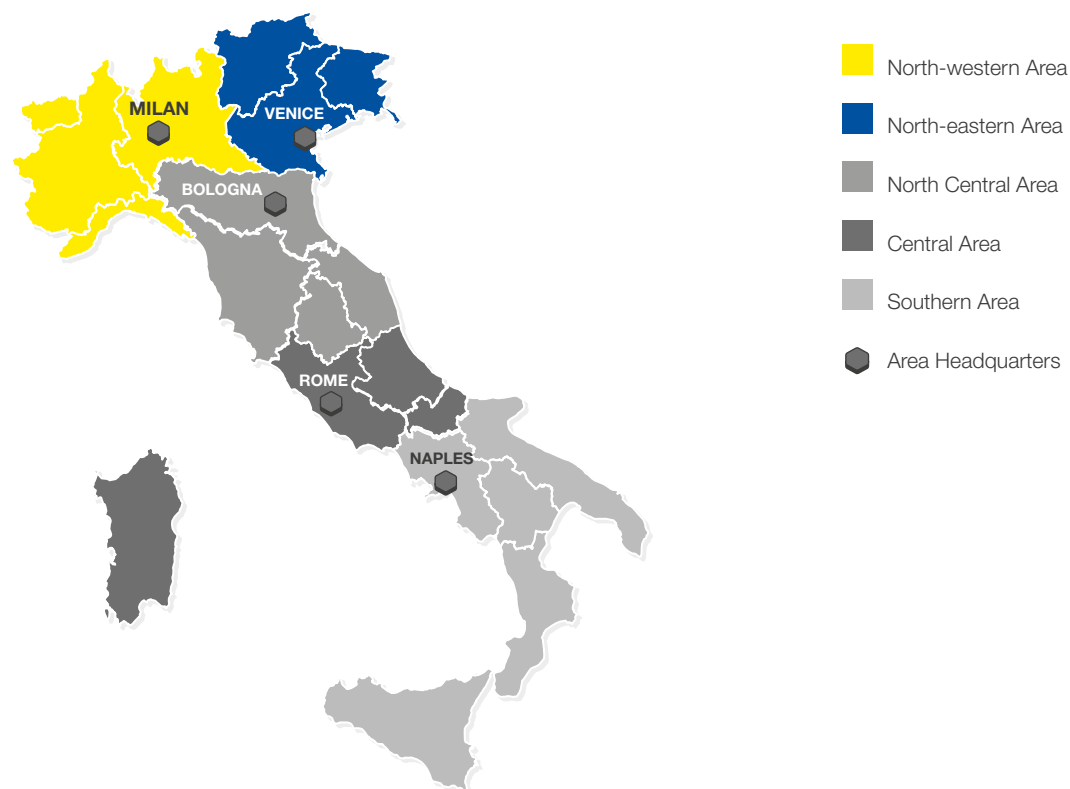 MILAN
VENICE
BOLOGNA
ROME
NAPLES
North-western Area
North-eastern Area
North Central Area
Central Area
Southern Area
Area Headquarters